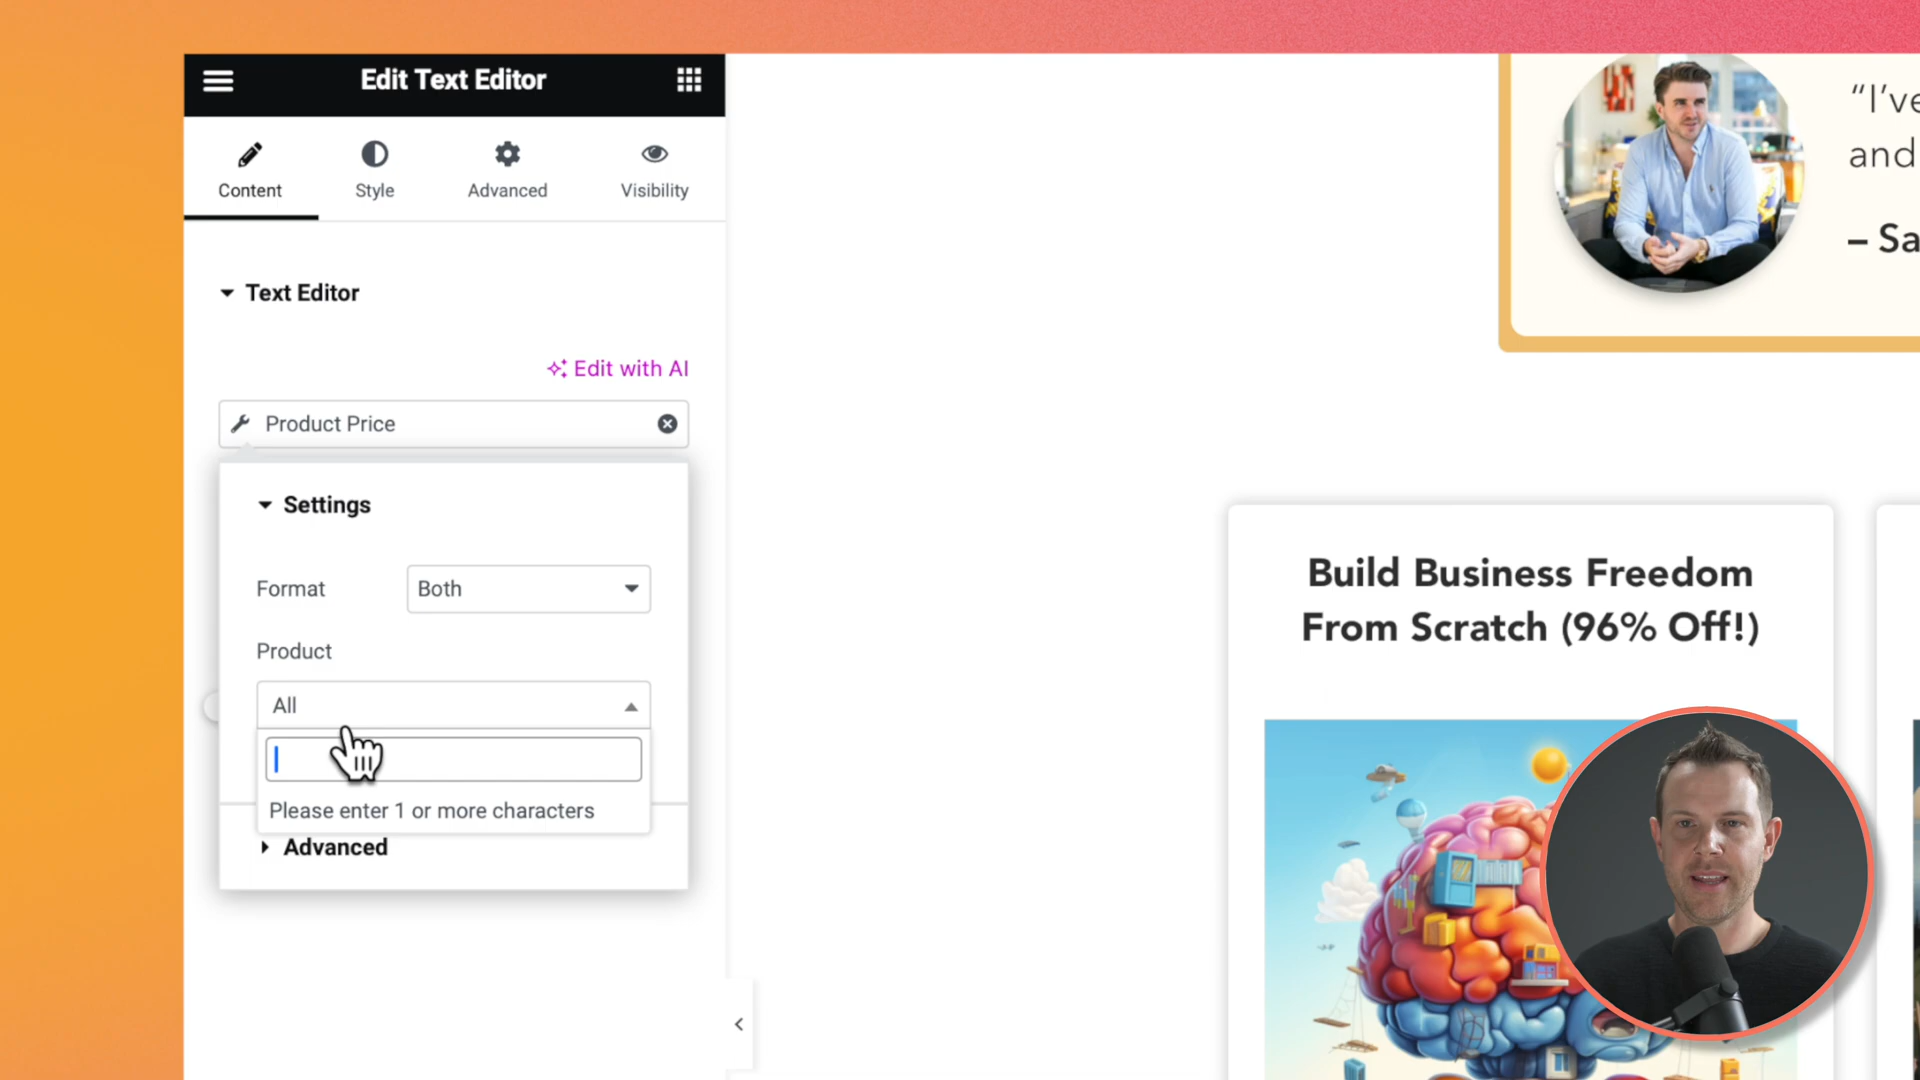 Edit Text Editor
Content
Style
Advanced
Visibility
Text Editor
Edit with AI
Product Price
Settings
Format
Both
Product
All
Please enter 1 or more characters
Advanced
“I’ve
and
– Sa
Build Business Freedom
From Scratch (96% Off!)